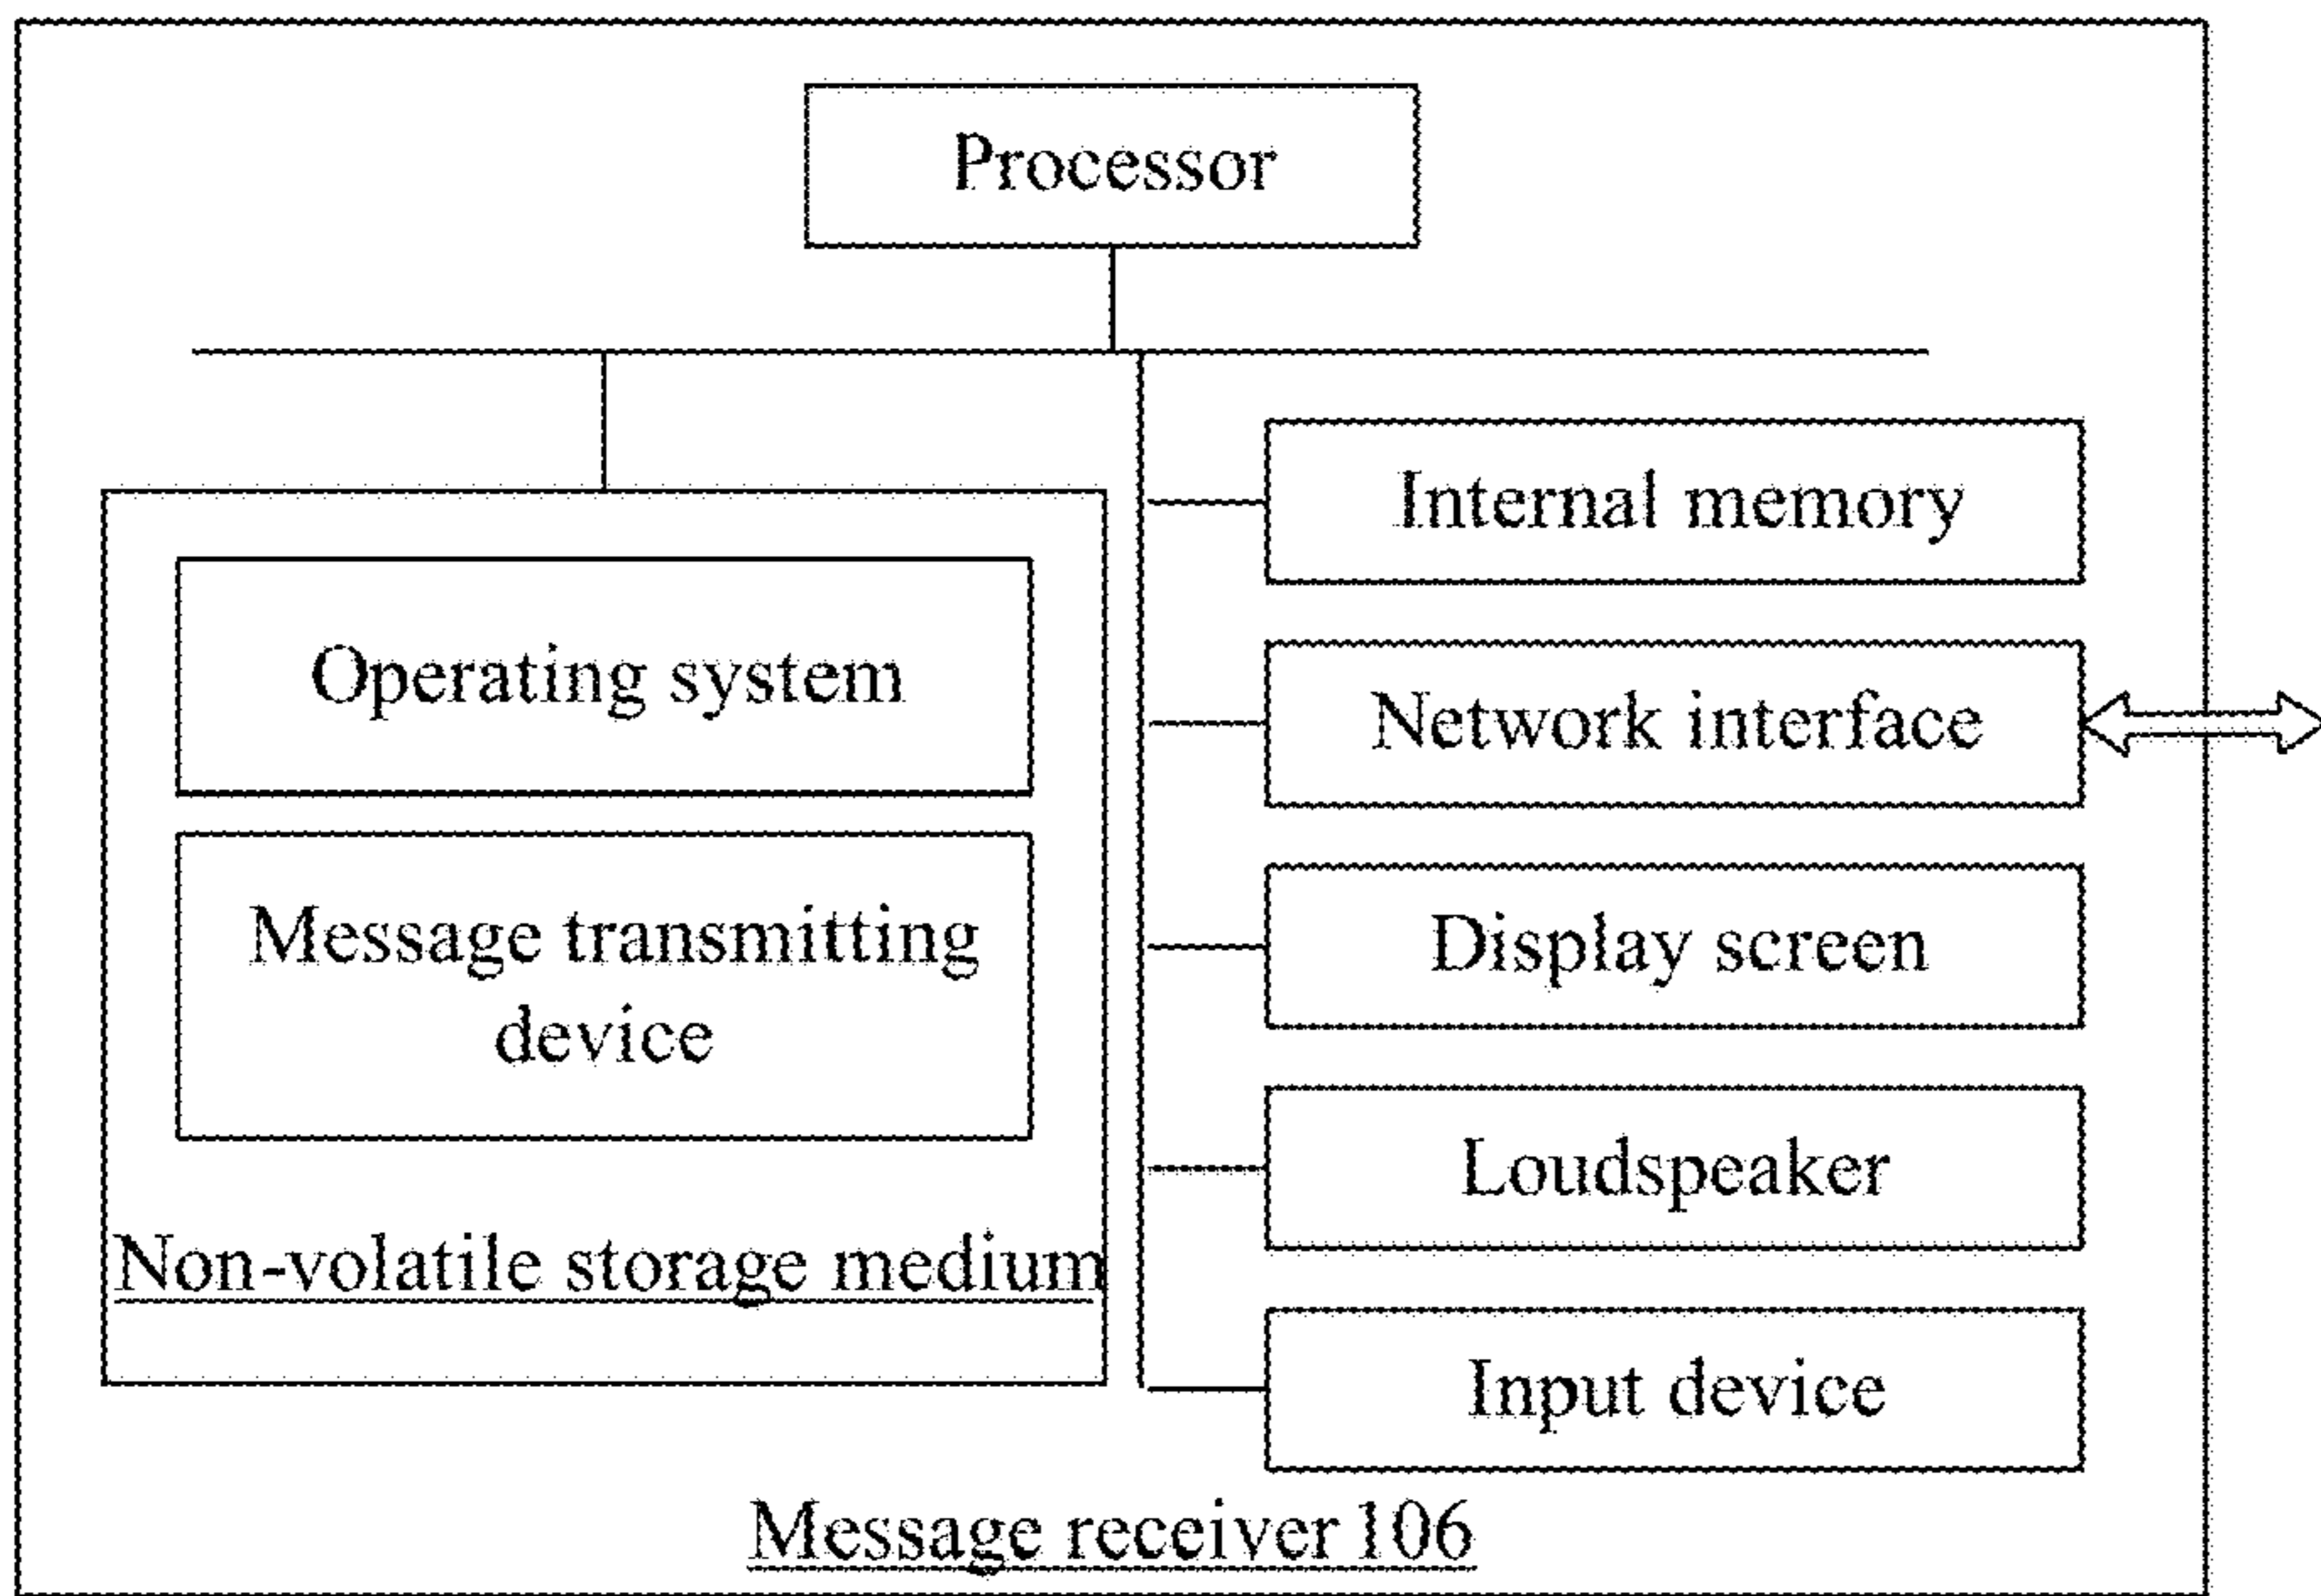 Processor
Internal memory
Operating system
Network interface
Message transmitting
device
Display screen
Loudspeaker
Non-volatile storage medium
Input device
Message receiver 106